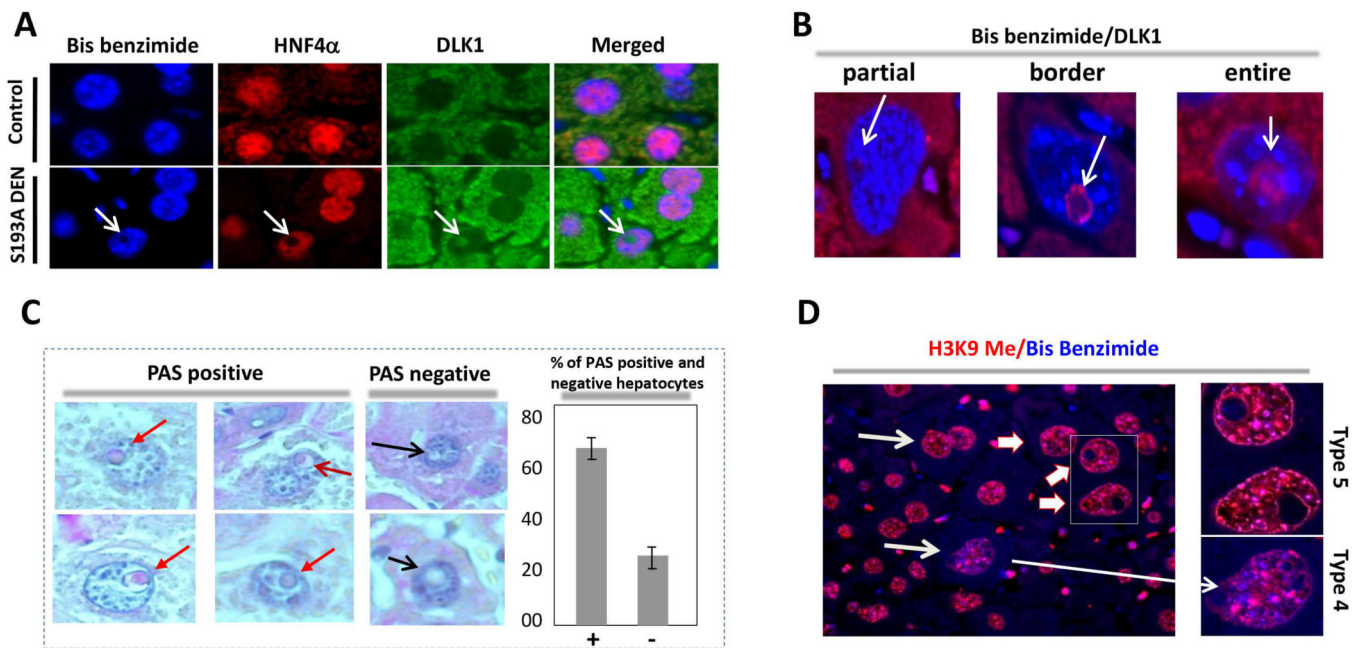 A
Bis benzimide HNF4α DLK1 Merged
Control
S193A DEN
B
Bis benzimide/DLK1
partial border entire
C
PAS positive PAS negative
% of PAS positive and
negative hepatocytes
80
60
40
20
00
+ -
D
H3K9 Me/Bis Benzimide
Type 5
Type 4